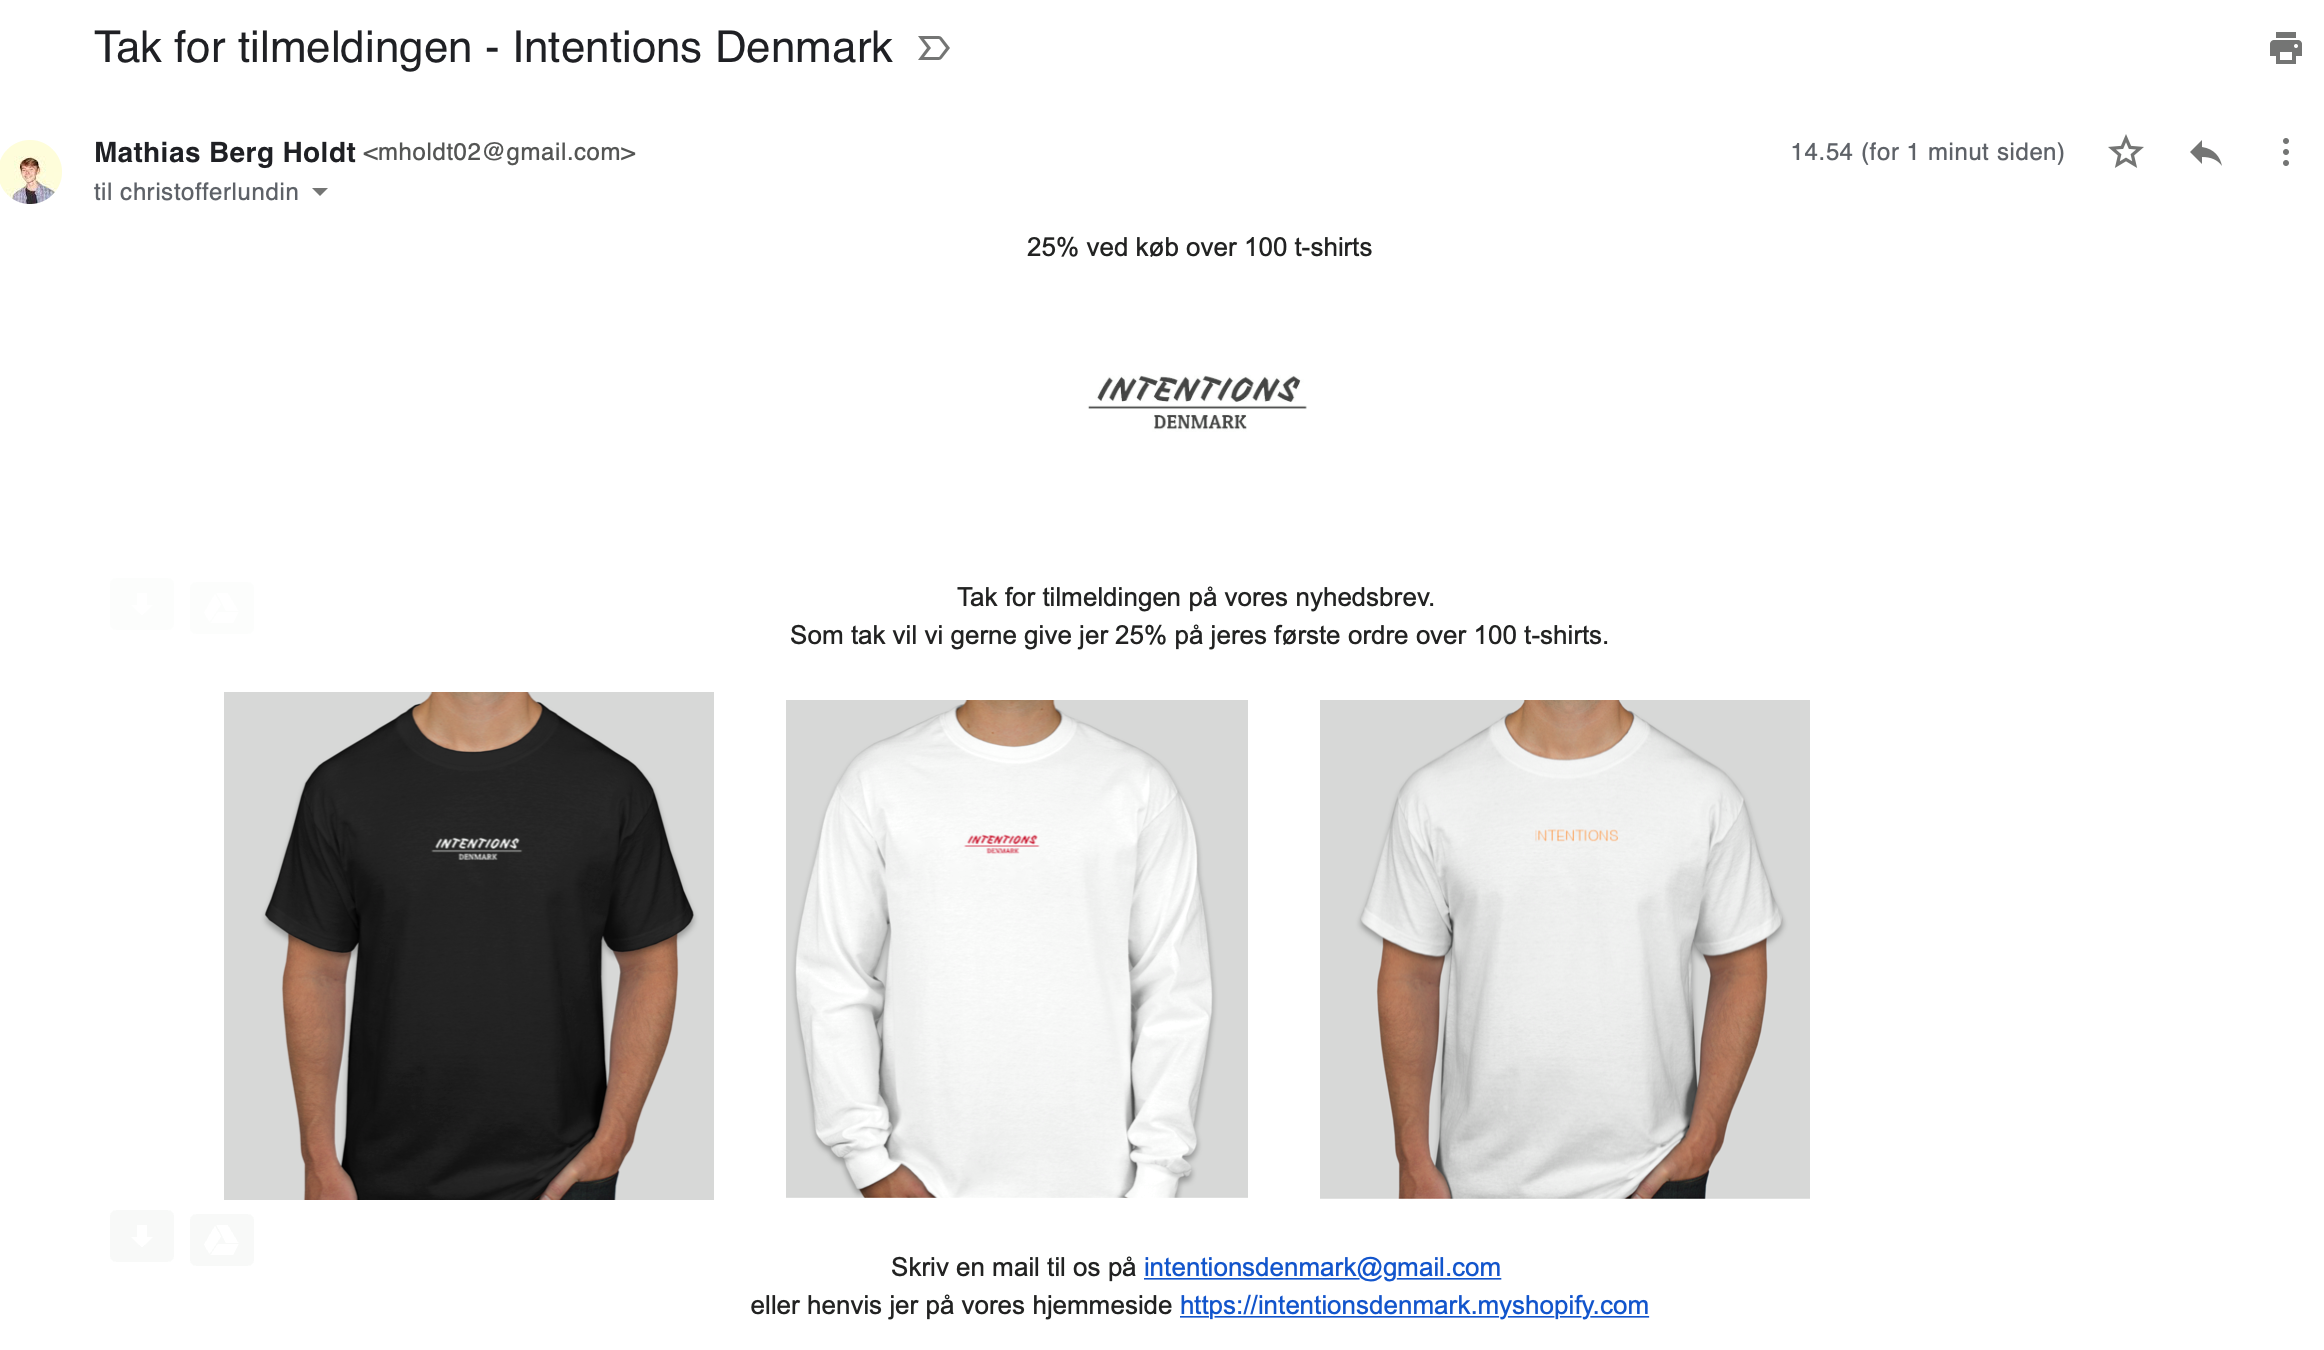 Tak for tilmeldingen - Intentions Denmark
Mathias Berg Holdt <mholdt02@gmail.com>
14.54 (for 1 minut siden)
til christofferlundin
25% ved køb over 100 t-shirts
INTENTIONS
DENMARK
Tak for tilmeldingen på vores nyhedsbrev.
Som tak vil vi gerne give jer 25% på jeres første ordre over 100 t-shirts.
INTENTIONS
DENMARK
INTENTIONS
DENMARK
INTENTIONS
Skriv en mail til os på intentionsdenmark@gmail.com
eller henvis jer på vores hjemmeside https://intentionsdenmark.myshopify.com